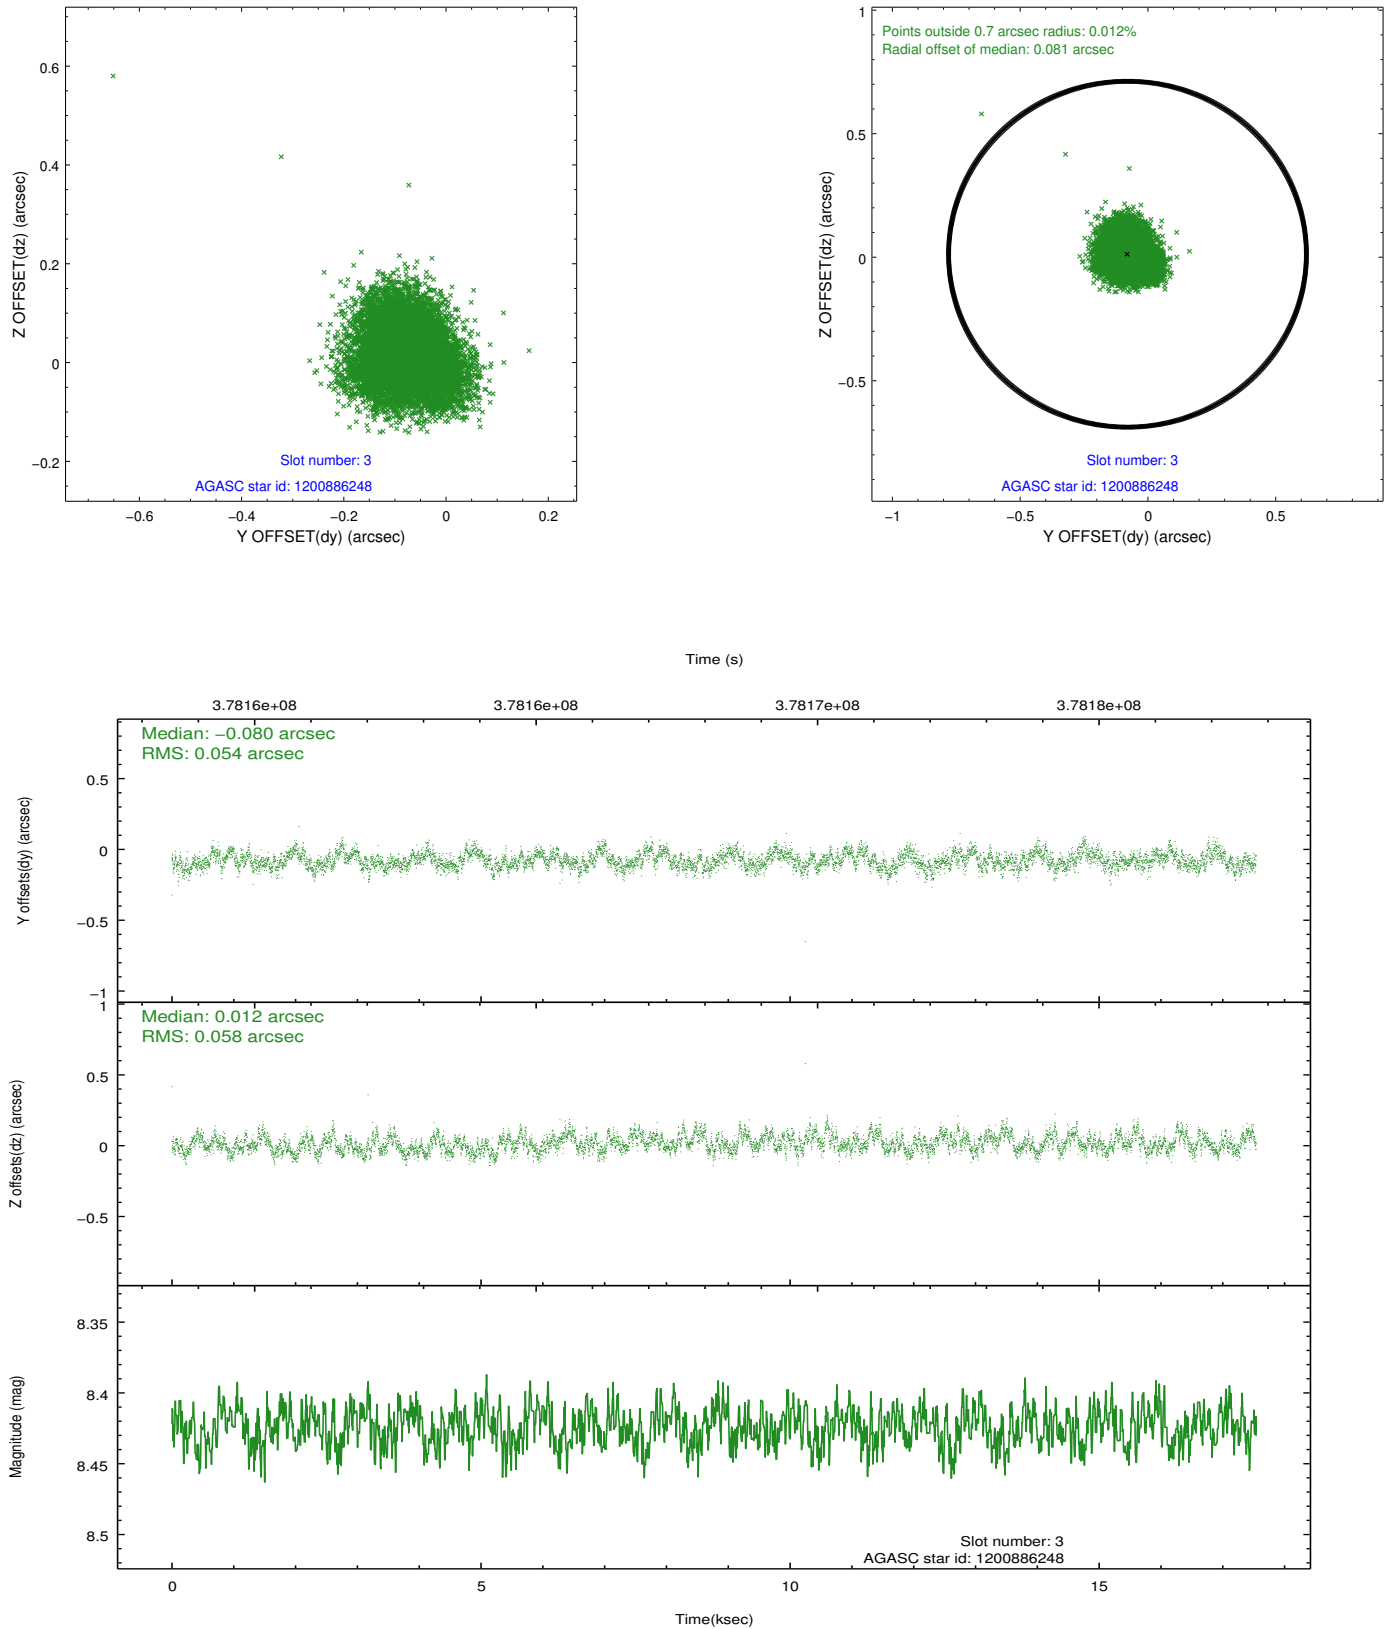 0.6
0.4
0.2
0
−0.2
Z OFFSET(dz) (arcsec)
Slot number: 3
AGASC star id: 1200886248
−0.6 −0.4 −0.2 0 0.2
Y OFFSET(dy) (arcsec)
Points outside 0.7 arcsec radius: 0.012%
Radial offset of median: 0.081 arcsec
1
0.5
0
−0.5
Z OFFSET(dz) (arcsec)
Slot number: 3
AGASC star id: 1200886248
−1 −0.5 0 0.5
Y OFFSET(dy) (arcsec)
Time (s)
3.7816e+08 3.7816e+08 3.7817e+08 3.7818e+08
Median: −0.080 arcsec
RMS: 0.054 arcsec
0.5
0
−0.5
−1
Y offsets(dy) (arcsec)
Median: 0.012 arcsec
RMS: 0.058 arcsec
1
0.5
0
−0.5
Z offsets(dz) (arcsec)
8.35
8.4
8.45
8.5
Magnitude (mag)
Slot number: 3
AGASC star id: 1200886248
0 5 10 15
Time(ksec)